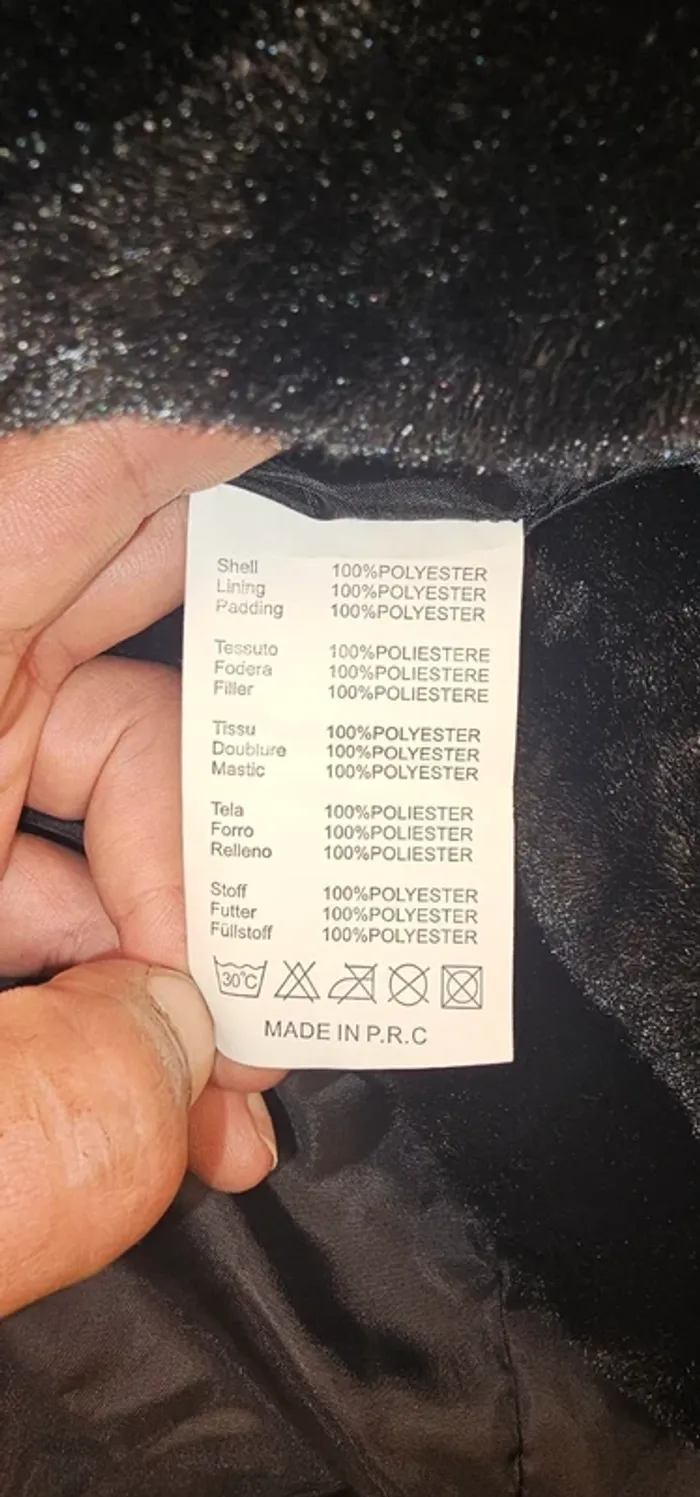 Shell 100%POLYESTER
Lining 100%POLYESTER
Padding 100%POLYESTER
Tessuto 100%POLIESTERE
Fodera 100%POLIESTERE
Filler 100%POLIESTERE
Tissu 100%POLYESTER
Doublure 100%POLYESTER
Mastic 100%POLYESTER
Tela 100%POLIESTER
Forro 100%POLIESTER
Relleno 100%POLIESTER
Stoff 100%POLYESTER
Futter 100%POLYESTER
Füllstoff 100%POLYESTER
30°C
MADE IN P.R.C